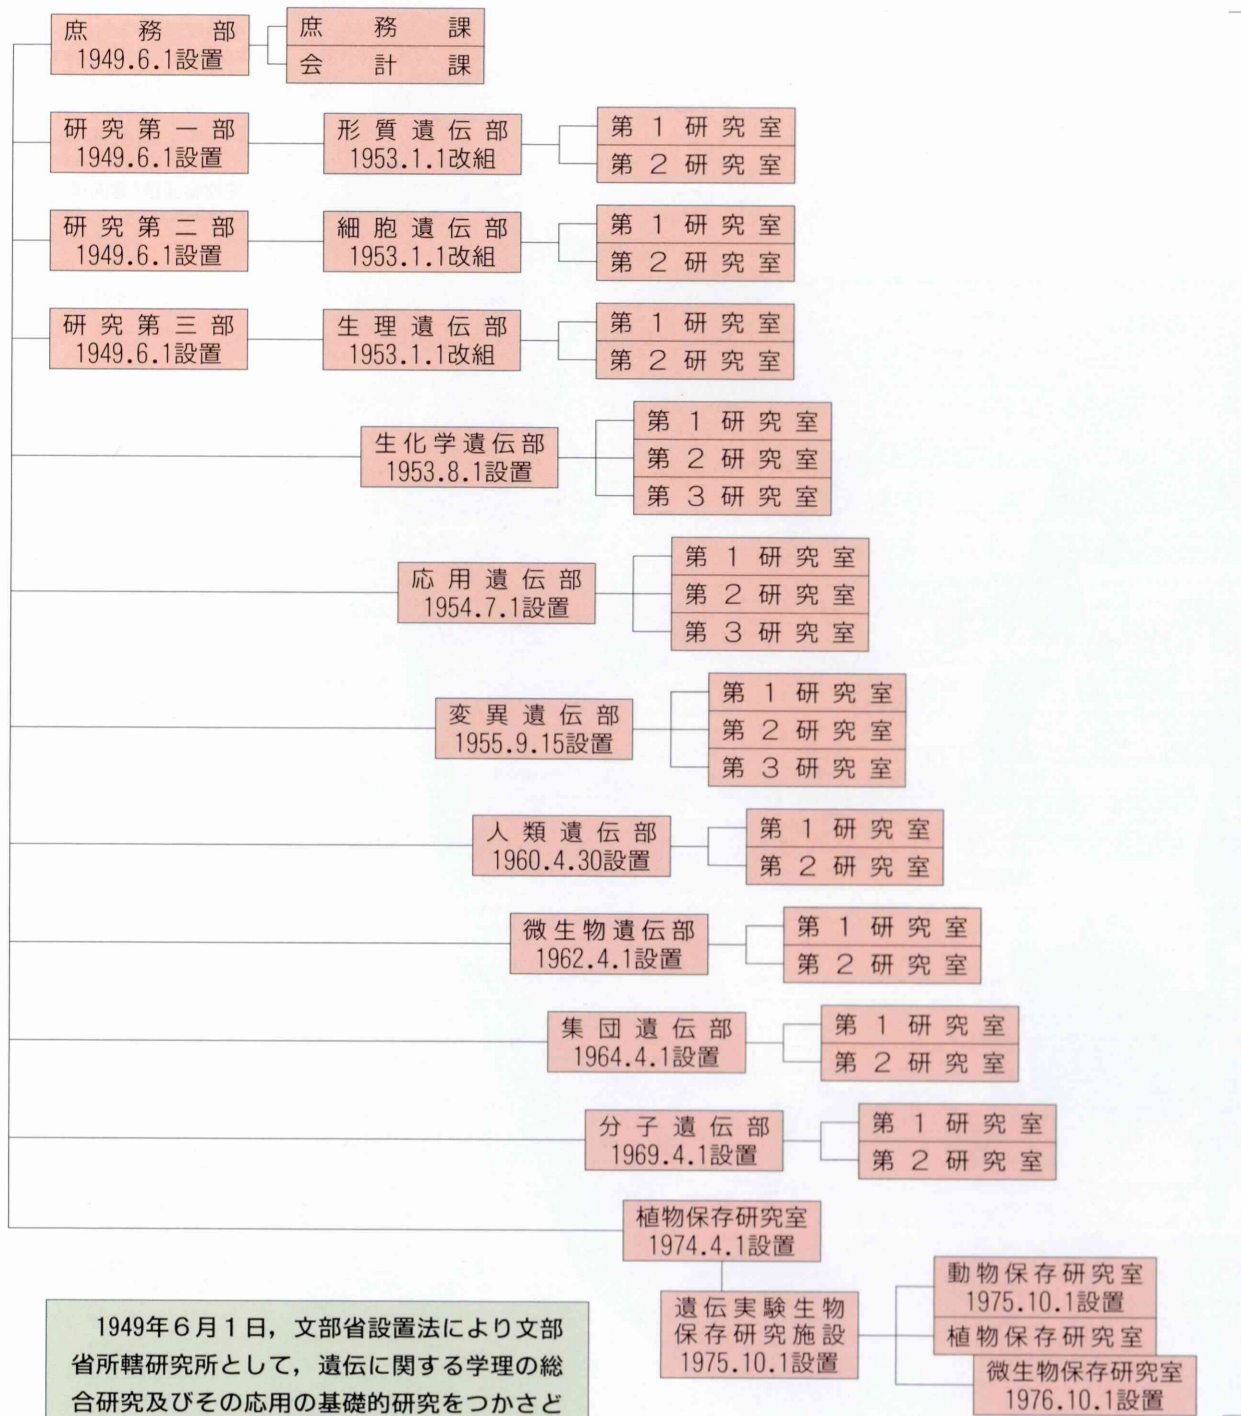 庶務部
1949.6.1設置
庶務課
会計課
研究第一部
1949.6.1設置
形質遺伝部
1953.1.1改組
第1研究室
第2研究室
研究第二部
1949.6.1設置
細胞遺伝部
1953.1.1改組
第1研究室
第2研究室
研究第三部
1949.6.1設置
生理遺伝部
1953.1.1改組
第1研究室
第2研究室
生化学遺伝部
1953.8.1設置
第1研究室
第2研究室
第3研究室
応用遺伝部
1954.7.1設置
第1研究室
第2研究室
第3研究室
変異遺伝部
1955.9.15設置
第1研究室
第2研究室
第3研究室
人類遺伝部
1960.4.30設置
第1研究室
第2研究室
微生物遺伝部
1962.4.1設置
第1研究室
第2研究室
集団遺伝部
1964.4.1設置
第1研究室
第2研究室
分子遺伝部
1969.4.1設置
第1研究室
第2研究室
植物保存研究室
1974.4.1設置
遺伝実験生物
保存研究施設
1975.10.1設置
動物保存研究室
1975.10.1設置
植物保存研究室
微生物保存研究室
1976.10.1設置
1949年6月1日，文部省設置法により文部
省所轄研究所として，遺伝に関する学理の総
合研究及びその応用の基礎的研究をつかさど